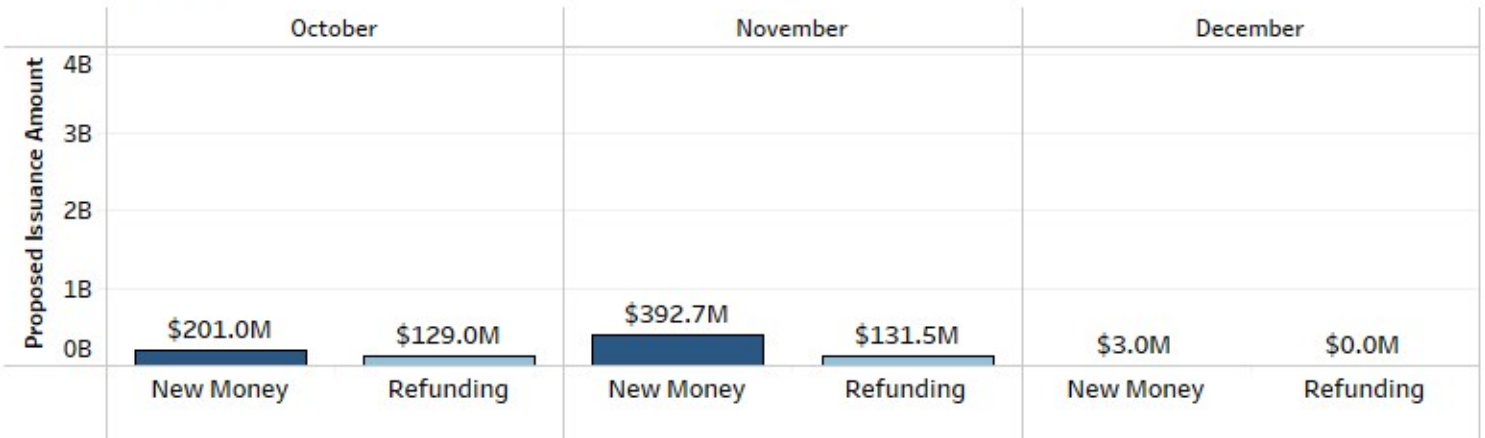 October November December
Proposed Issuance Amount
4B
3B
2B
1B
0B
$201.0M $129.0M $392.7M $131.5M $3.0M $0.0M
New Money Refunding New Money Refunding New Money Refunding